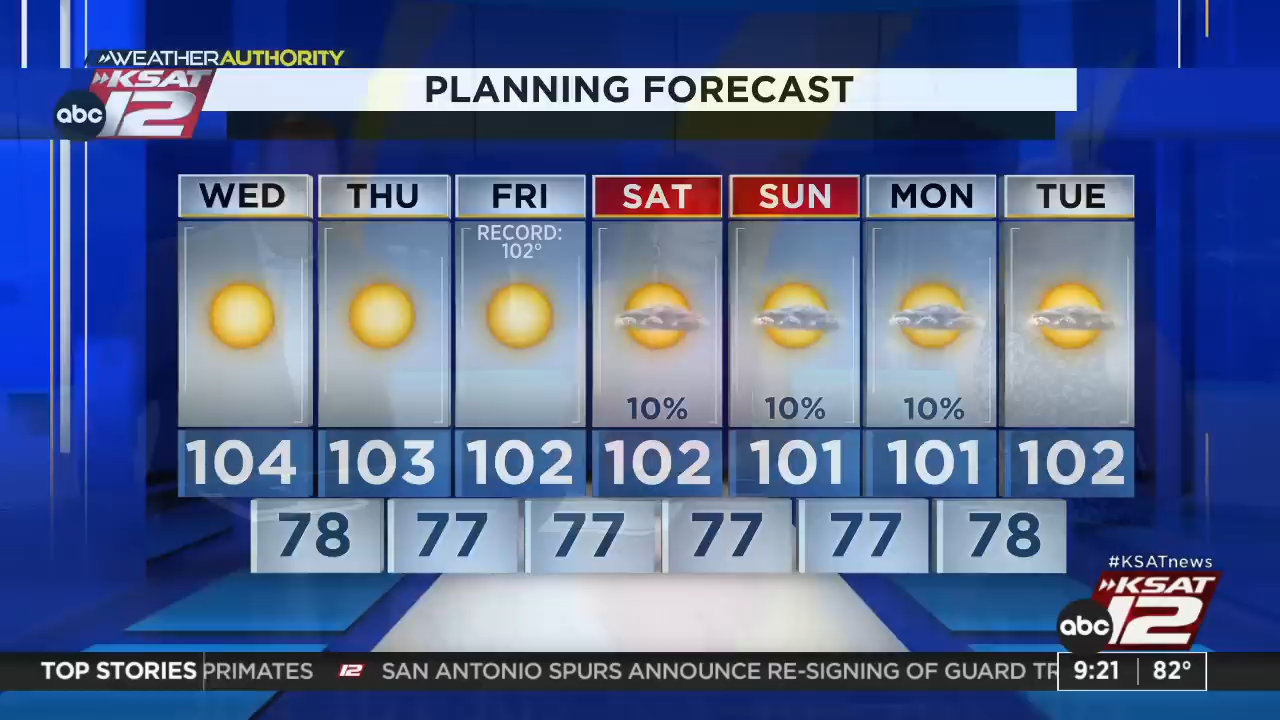 »WEATHERAUTHORITY
»KSAT
abc 12
PLANNING FORECAST
WED THU FRI SAT SUN MON TUE
RECORD:
102°
10% 10% 10%
104 103 102 102 101 101 102
78 77 77 77 77 78
#KSATnews
»KSAT
abc 12
TOP STORIES PRIMATES 12 SAN ANTONIO SPURS ANNOUNCE RE-SIGNING OF GUARD TR 9:21 82°